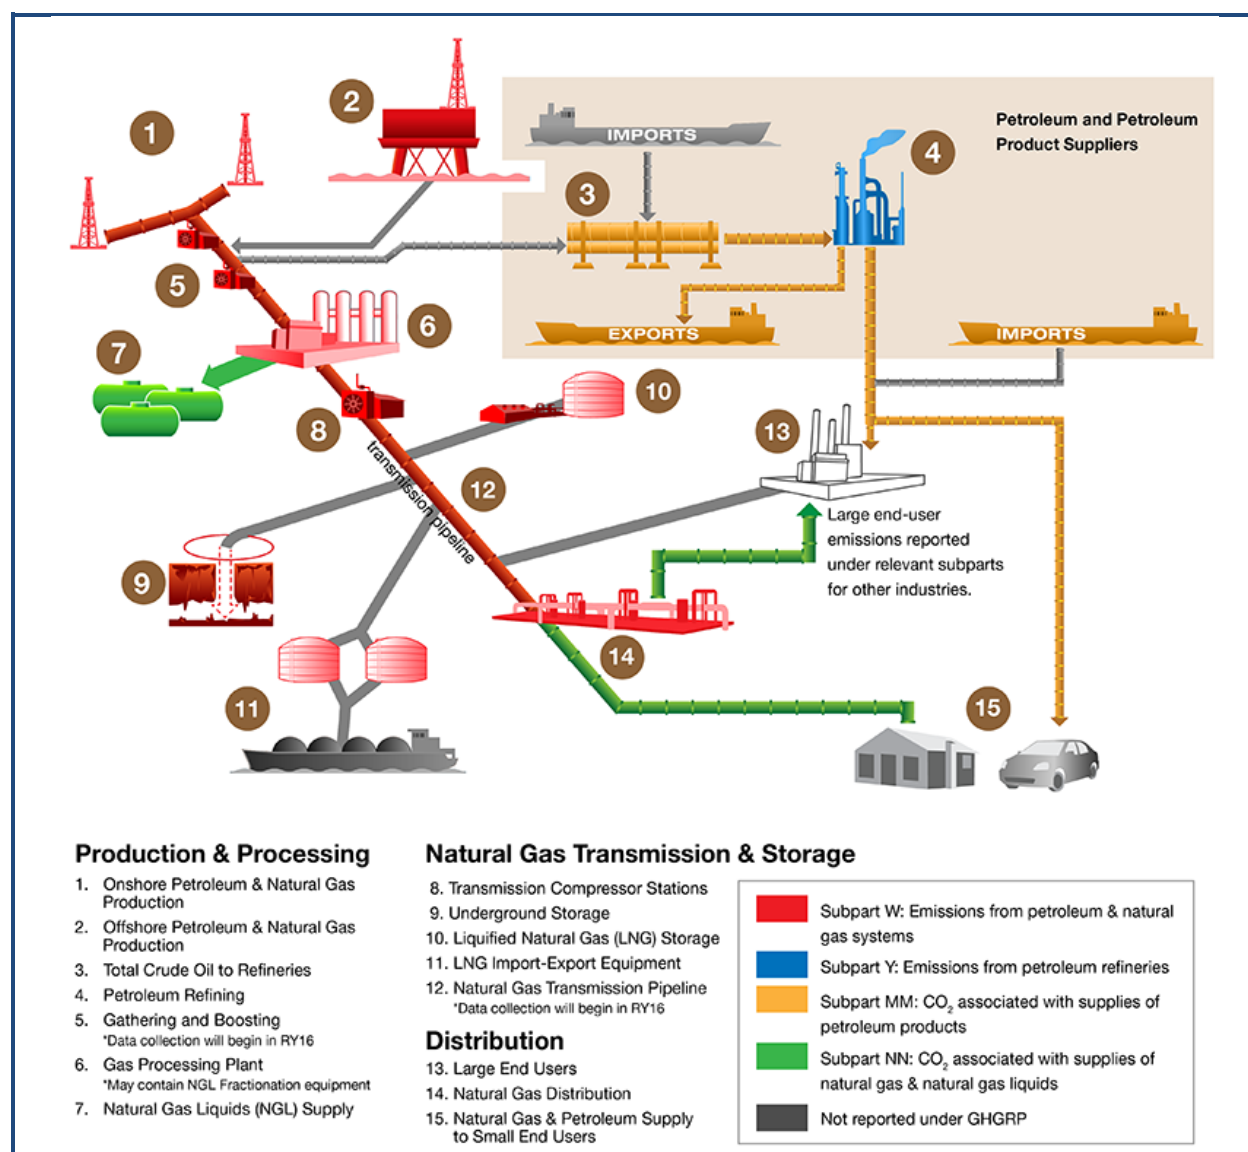 1
2
IMPORTS
Petroleum and Petroleum
Product Suppliers
3
4
5
EXPORTS
IMPORTS
6
7
8
transmission pipeline
9
10
11
12
13
Large end-user
emissions reported
under relevant subparts
for other industries.
14
15
Production & Processing
1. Onshore Petroleum & Natural Gas
Production
2. Offshore Petroleum & Natural Gas
Production
3. Total Crude Oil to Refineries
4. Petroleum Refining
5. Gathering and Boosting
*Data collection will begin in RY16
6. Gas Processing Plant
*May contain NGL Fractionation equipment
7. Natural Gas Liquids (NGL) Supply
Natural Gas Transmission & Storage
8. Transmission Compressor Stations
9. Underground Storage
10. Liquified Natural Gas (LNG) Storage
11. LNG Import-Export Equipment
12. Natural Gas Transmission Pipeline
*Data collection will begin in RY16
Distribution
13. Large End Users
14. Natural Gas Distribution
15. Natural Gas & Petroleum Supply
to Small End Users
Subpart W: Emissions from petroleum & natural
gas systems
Subpart Y: Emissions from petroleum refineries
Subpart MM: CO₂ associated with supplies of
petroleum products
Subpart NN: CO₂ associated with supplies of
natural gas & natural gas liquids
Not reported under GHGRP